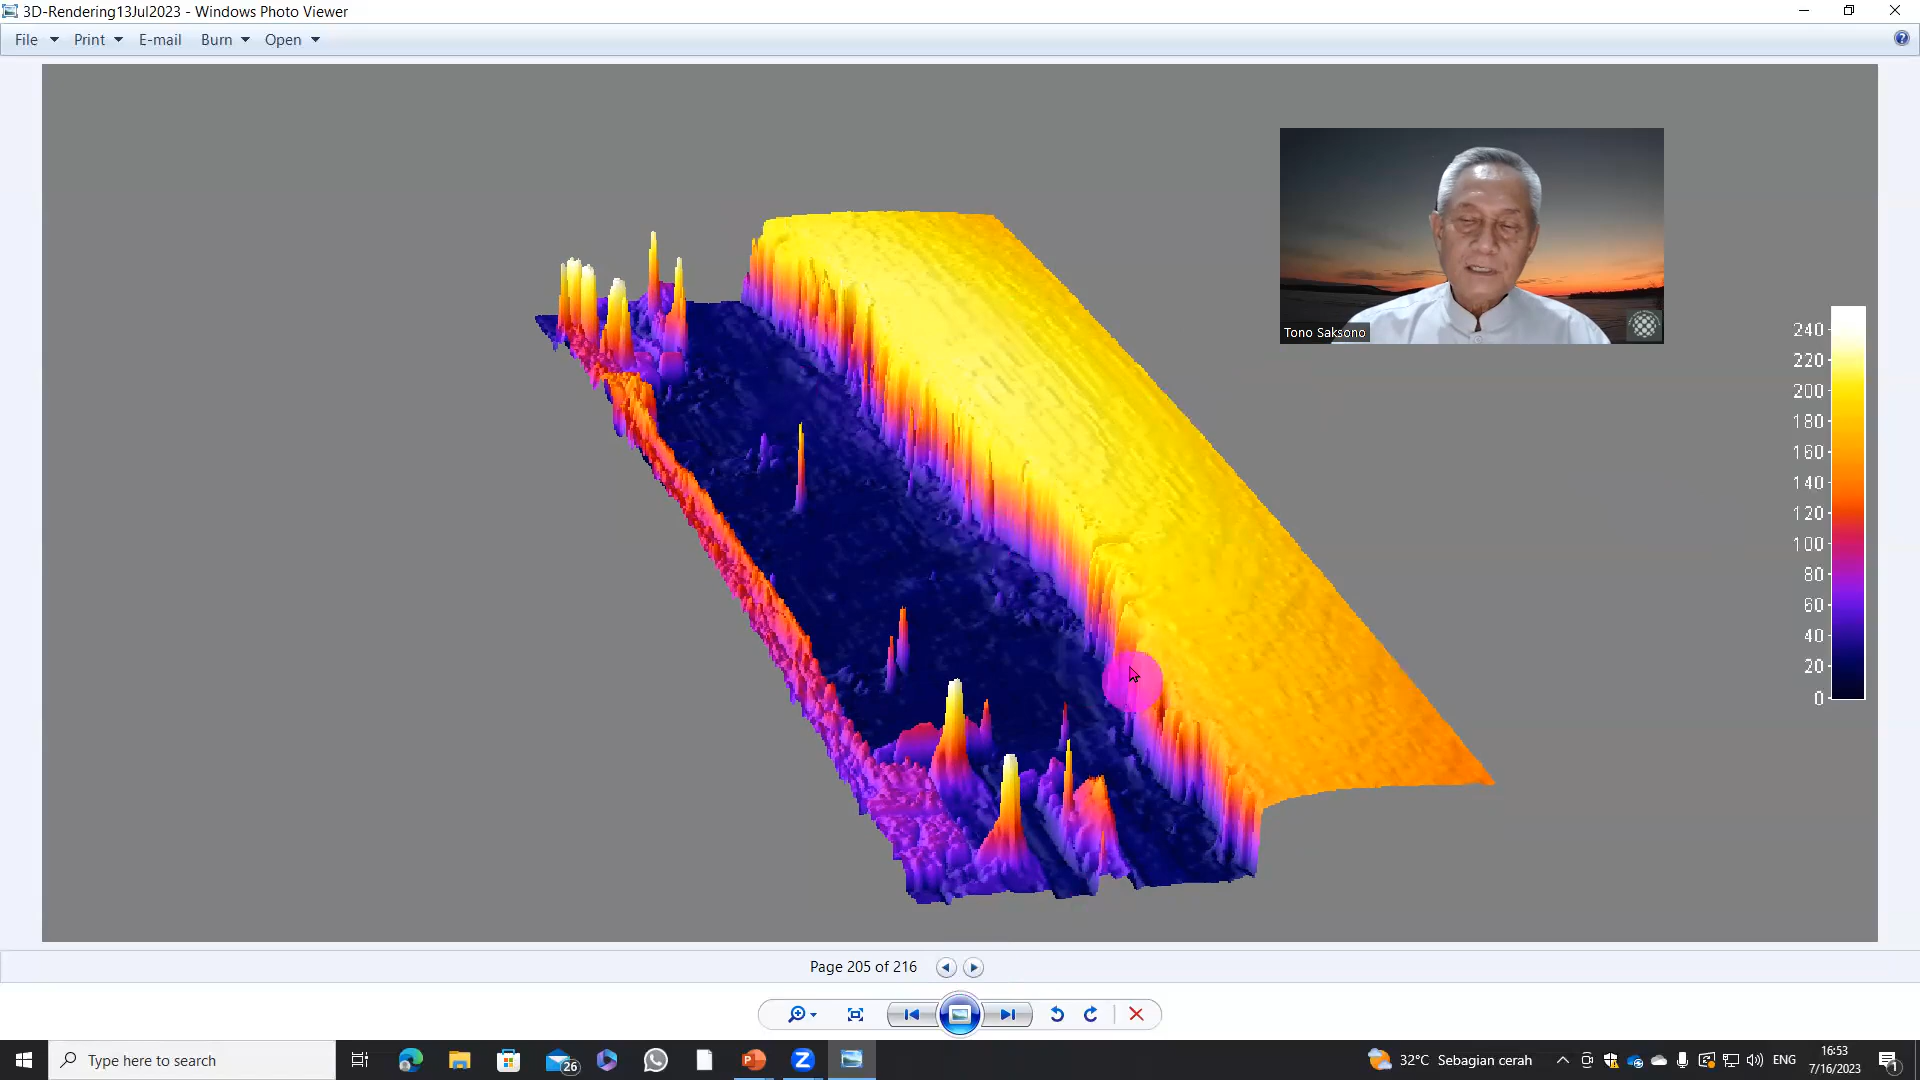 3D-Rendering13Jul2023 - Windows Photo Viewer
File Print E-mail Burn Open
Tono Saksono
240
220
200
180
160
140
120
100
80
60
40
20
0
Page 205 of 216
Type here to search
26
32°C Sebagian cerah
ENG
16:53
7/16/2023
1